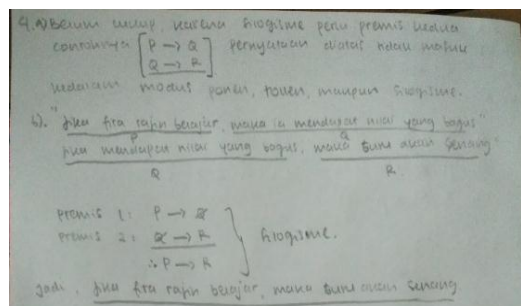 4. a) Belum cukup, karena silogisme perlu premis kedua
contohnya [P → Q pernyataan diatas tidak masuk
Q → R]
kedalam modus ponen, tollen, maupun silogisme.
b). "Jika fira rajin belajar, maka ia mendapat nilai yang bagus"
P Q
Jika mendapat nilai yang bagus, maka bumi akan senang
Q R
Premis 1 : P → Q
Premis 2 : Q → R } silogisme.
∴ P → R
Jadi, jika fira rajin belajar, maka bumi akan senang